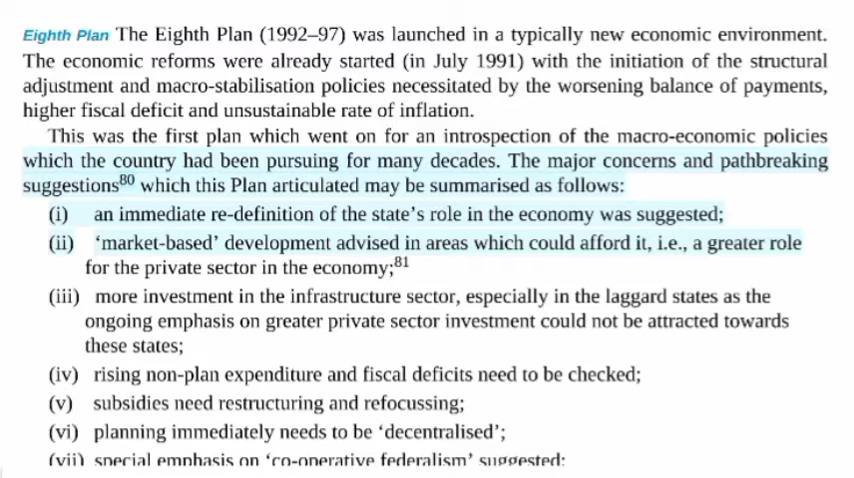 Eighth Plan The Eighth Plan (1992–97) was launched in a typically new economic environment.
The economic reforms were already started (in July 1991) with the initiation of the structural
adjustment and macro-stabilisation policies necessitated by the worsening balance of payments,
higher fiscal deficit and unsustainable rate of inflation.
This was the first plan which went on for an introspection of the macro-economic policies
which the country had been pursuing for many decades. The major concerns and pathbreaking
suggestions80 which this Plan articulated may be summarised as follows:
(i) an immediate re-definition of the state’s role in the economy was suggested;
(ii) ‘market-based’ development advised in areas which could afford it, i.e., a greater role
for the private sector in the economy;81
(iii) more investment in the infrastructure sector, especially in the laggard states as the
ongoing emphasis on greater private sector investment could not be attracted towards
these states;
(iv) rising non-plan expenditure and fiscal deficits need to be checked;
(v) subsidies need restructuring and refocussing;
(vi) planning immediately needs to be ‘decentralised’;
(vii) special emphasis on ‘co-operative federalism’ suggested;